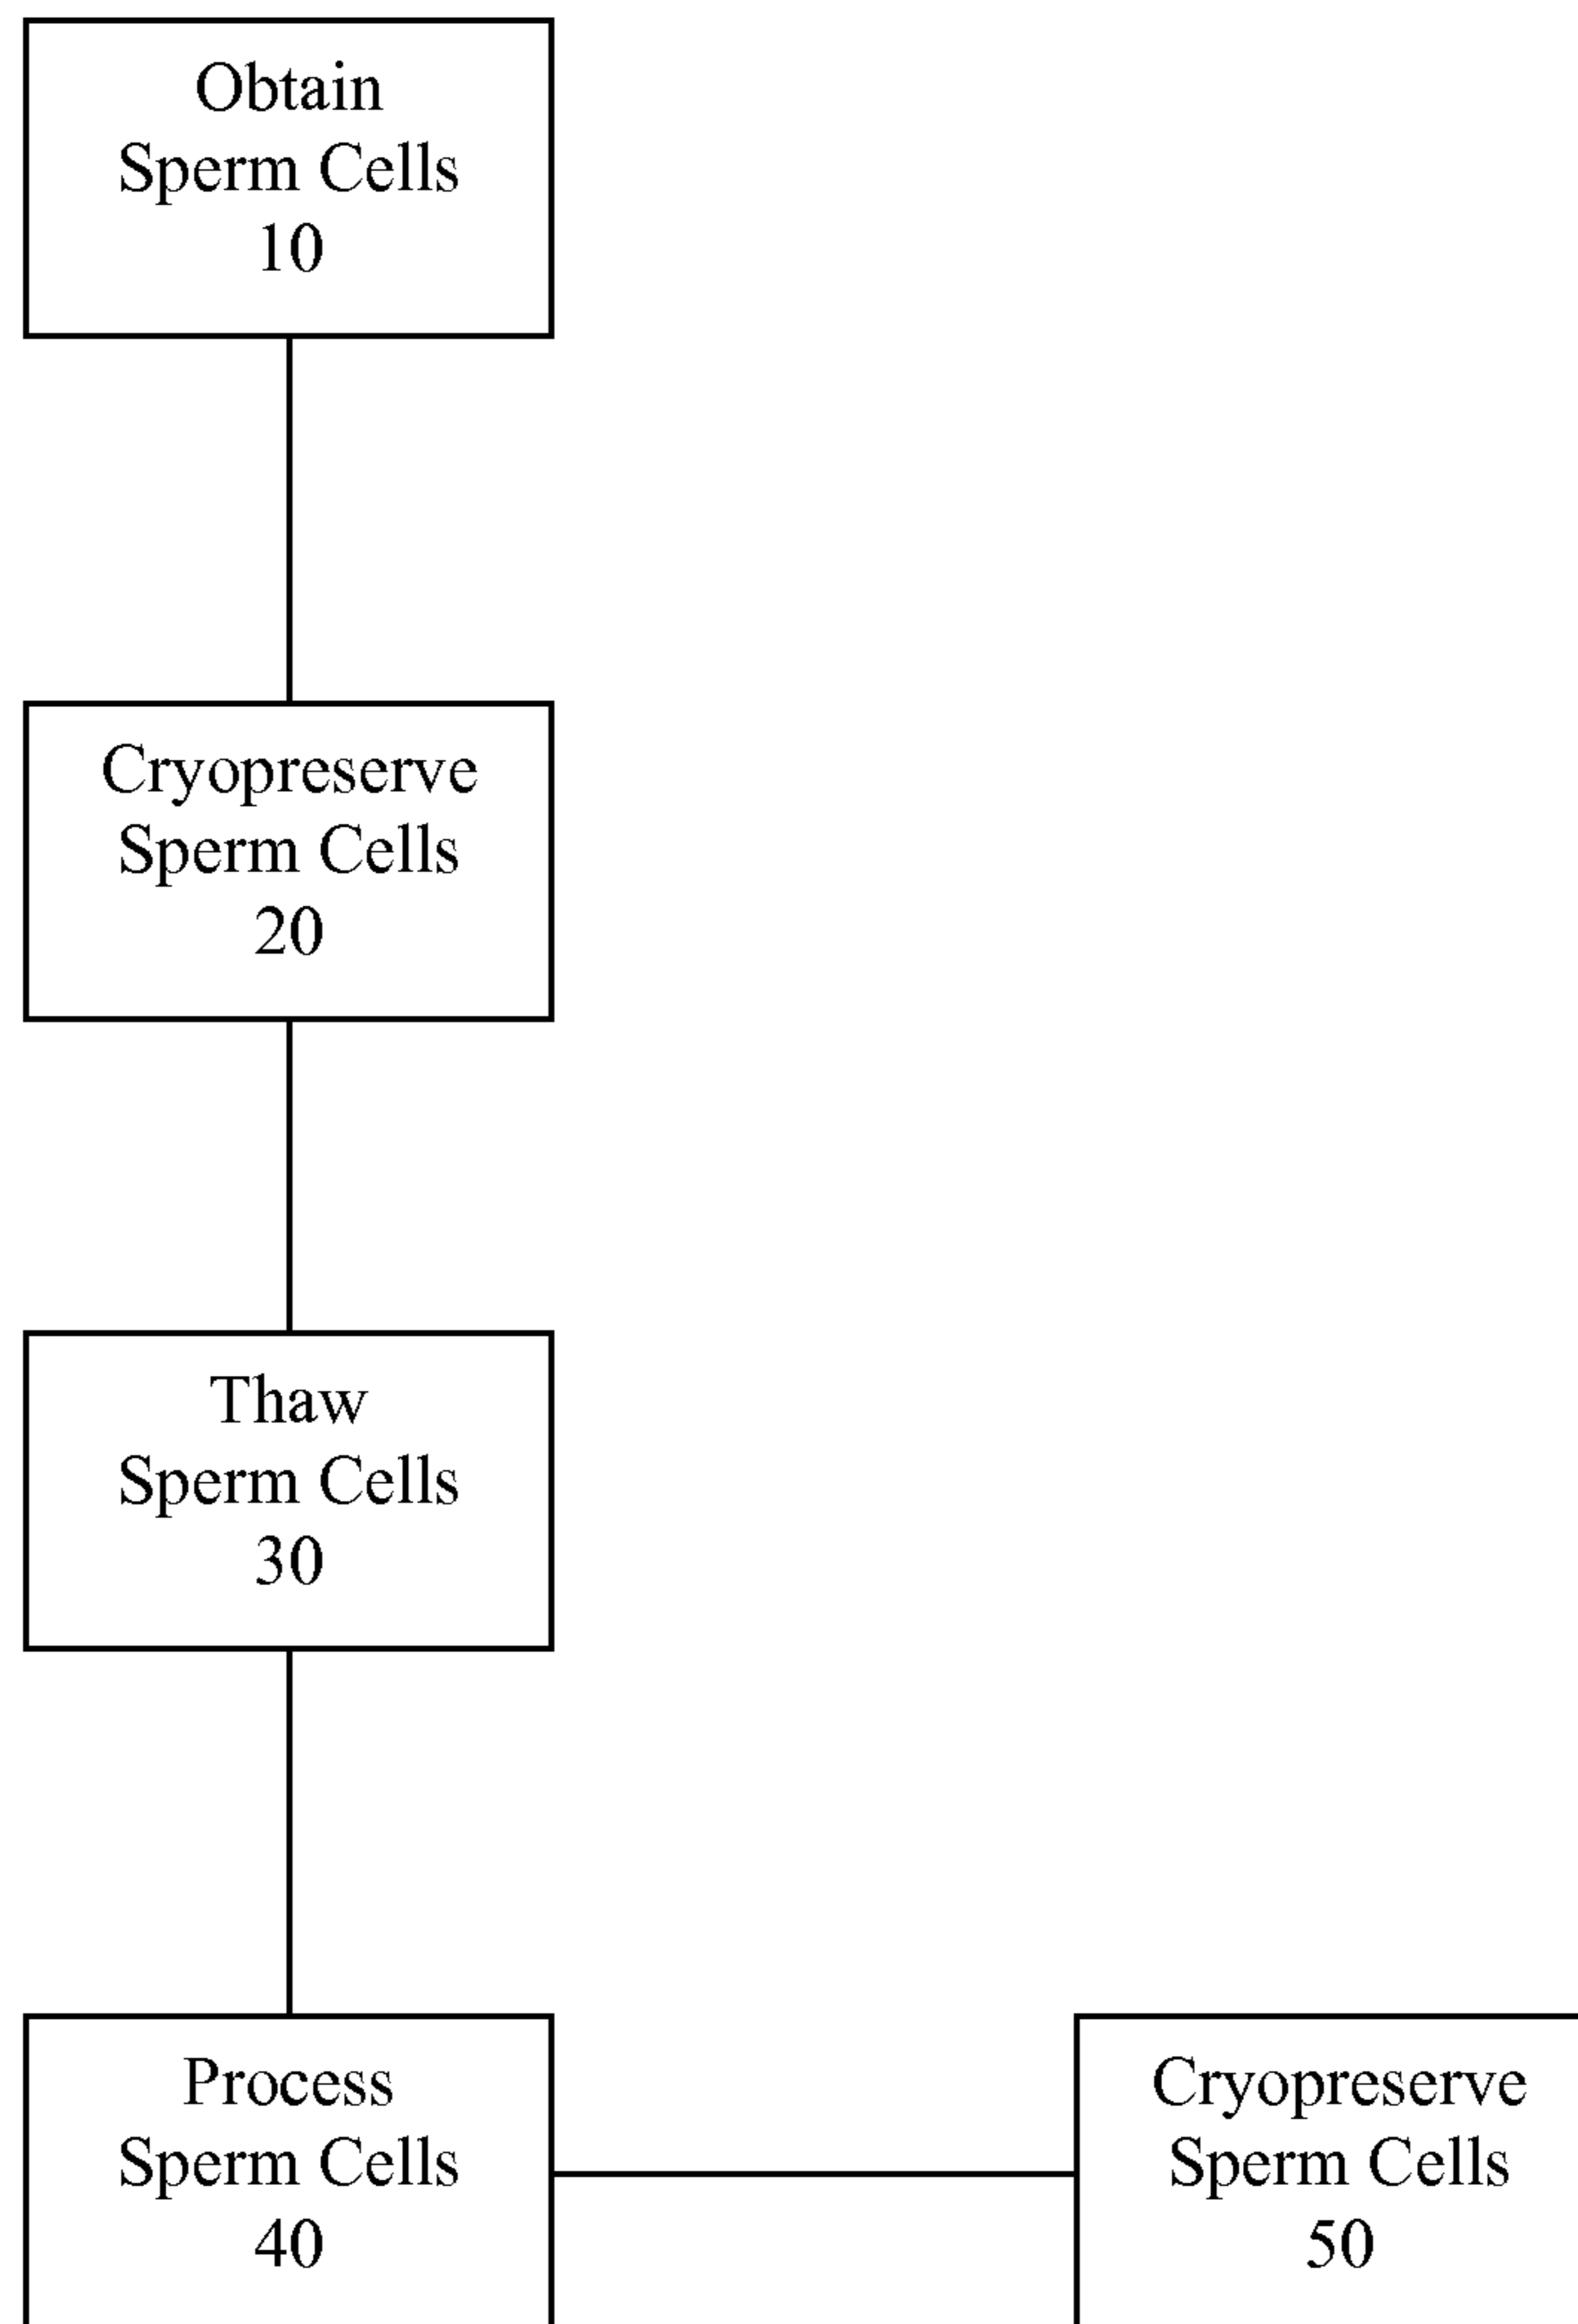 Obtain
Sperm Cells
10
Cryopreserve
Sperm Cells
20
Thaw
Sperm Cells
30
Process
Sperm Cells
40
Cryopreserve
Sperm Cells
50